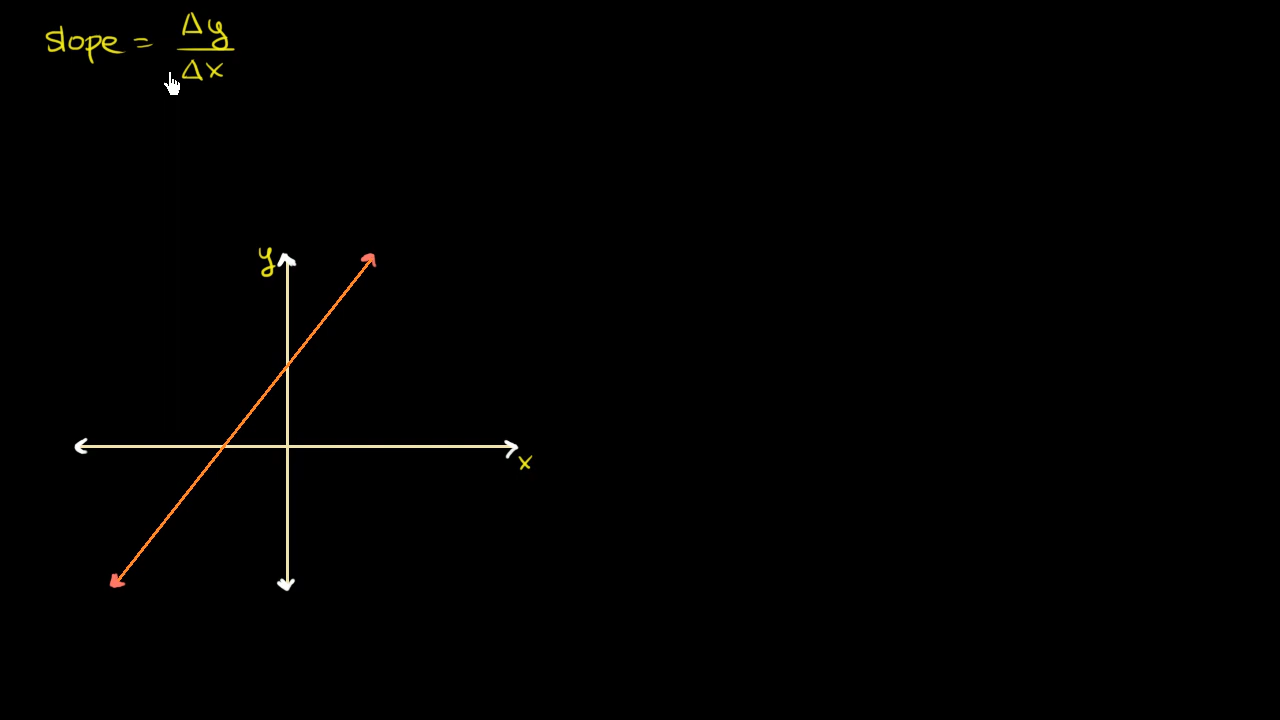 slope = Δy/Δx
y
x